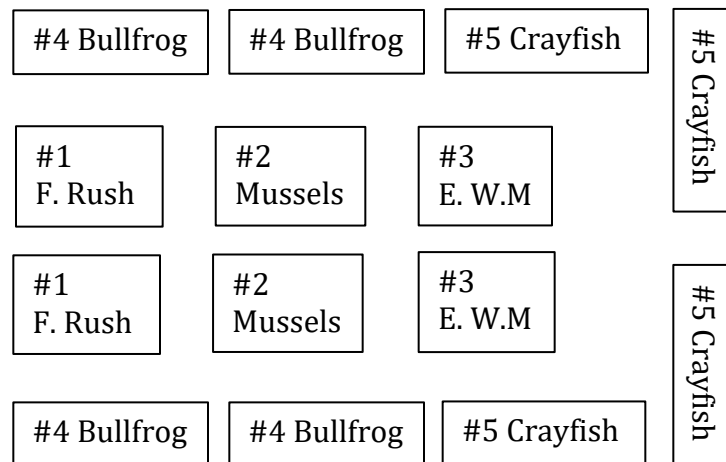 #4 Bullfrog
#4 Bullfrog
#5 Crayfish
#5 Crayfish
#1
F. Rush
#2
Mussels
#3
E. W.M
#1
F. Rush
#2
Mussels
#3
E. W.M
#5 Crayfish
#4 Bullfrog
#4 Bullfrog
#5 Crayfish